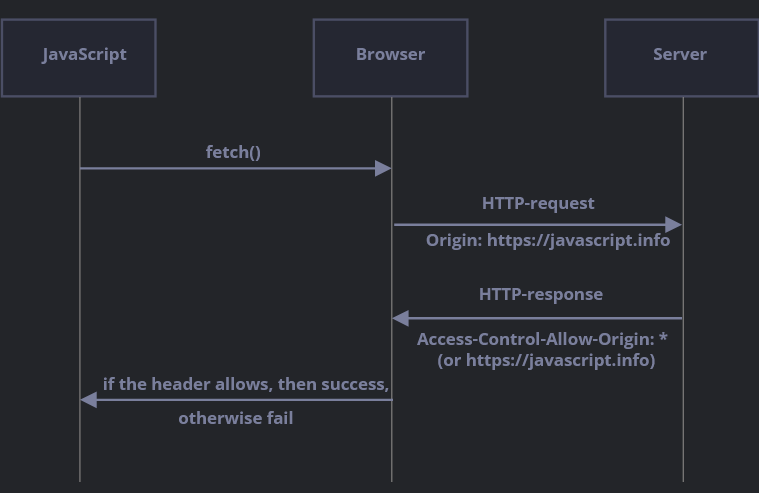 JavaScript
Browser
Server
fetch()
HTTP-request
Origin: https://javascript.info
HTTP-response
Access-Control-Allow-Origin: *
(or https://javascript.info)
if the header allows, then success,
otherwise fail